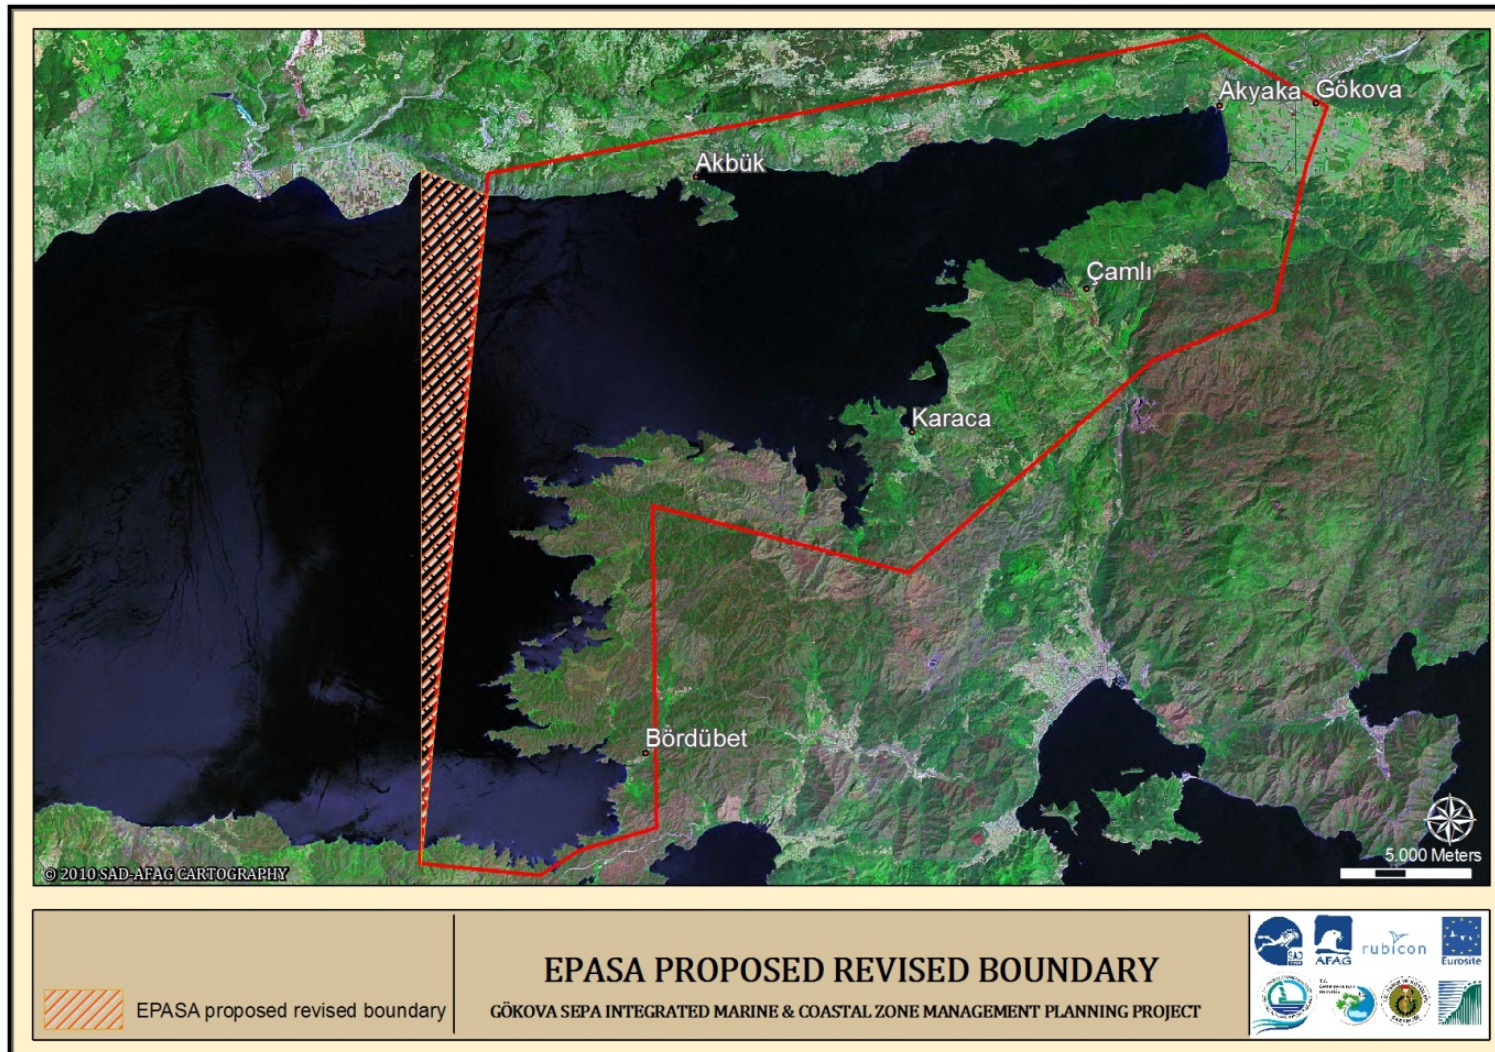 Akyaka
Gökova
Akbük
Çamlı
Karaca
Bördübet
5.000 Meters
© 2010 SAD-AFAG CARTOGRAPHY
EPASA proposed revised boundary
EPASA PROPOSED REVISED BOUNDARY
GÖKOVA SEPA INTEGRATED MARINE & COASTAL ZONE MANAGEMENT PLANNING PROJECT
SAD
AFAG
rubicon
Eurosite